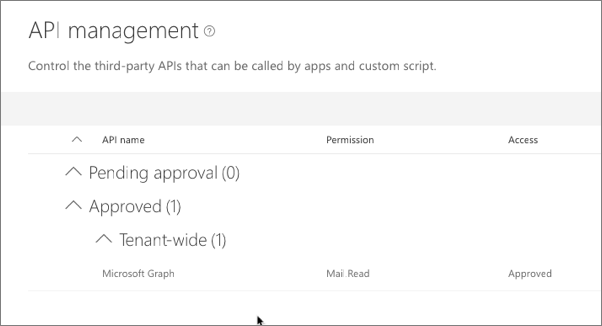 API management
Control the third-party APIs that can be called by apps and custom script.
API name Permission Access
Pending approval (0)
Approved (1)
Tenant-wide (1)
Microsoft Graph Mail Read Approved